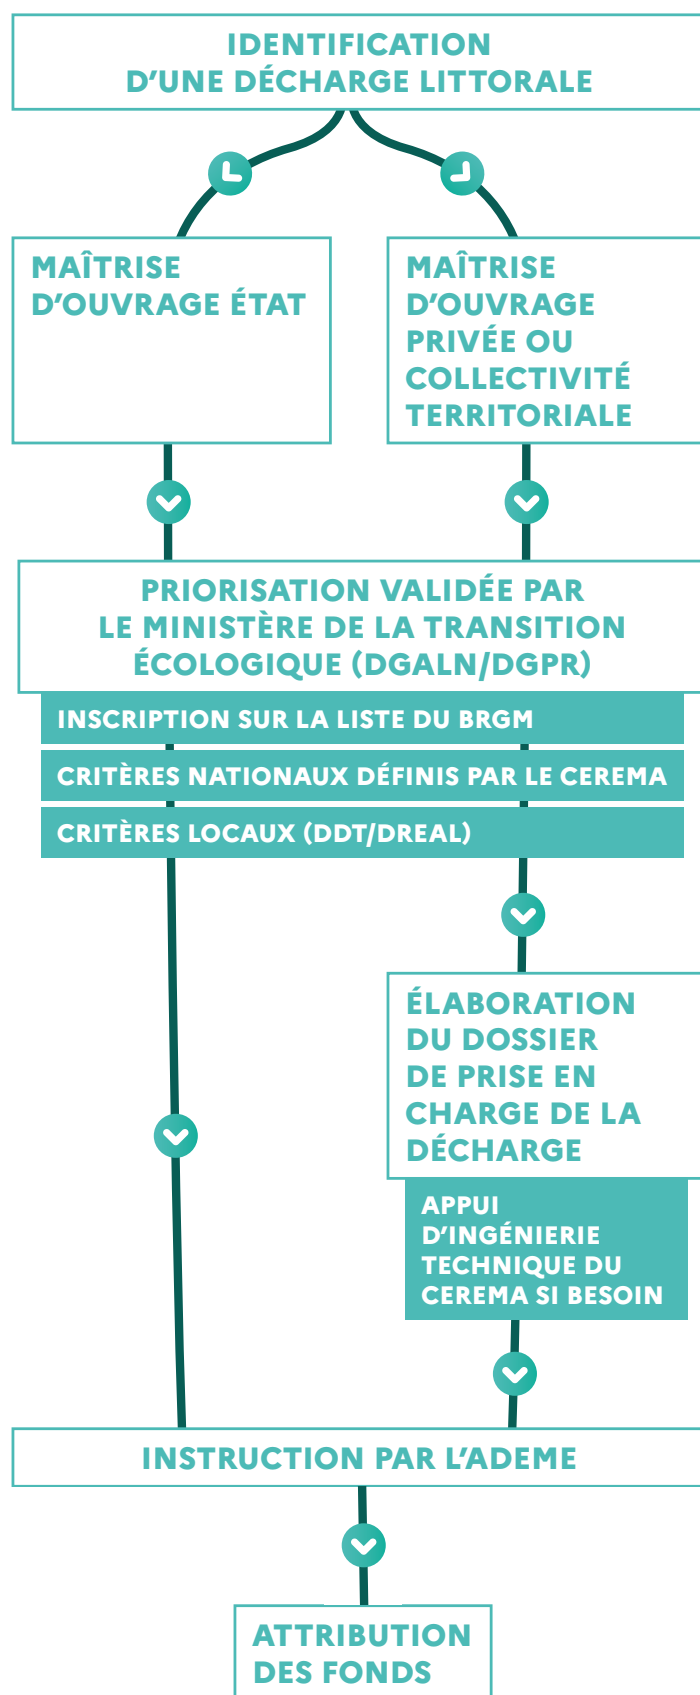 IDENTIFICATION
D'UNE DÉCHARGE LITTORALE
MAÎTRISE
D'OUVRAGE ÉTAT
MAÎTRISE
D'OUVRAGE
PRIVÉE OU
COLLECTIVITÉ
TERRITORIALE
PRIORISATION VALIDÉE PAR
LE MINISTÈRE DE LA TRANSITION
ÉCOLOGIQUE (DGALN/DGPR)
INSCRIPTION SUR LA LISTE DU BRGM
CRITÈRES NATIONAUX DÉFINIS PAR LE CEREMA
CRITÈRES LOCAUX (DDT/DREAL)
ÉLABORATION
DU DOSSIER
DE PRISE EN
CHARGE DE LA
DÉCHARGE
APPUI
D'INGÉNIERIE
TECHNIQUE DU
CEREMA SI BESOIN
INSTRUCTION PAR L'ADEME
ATTRIBUTION
DES FONDS